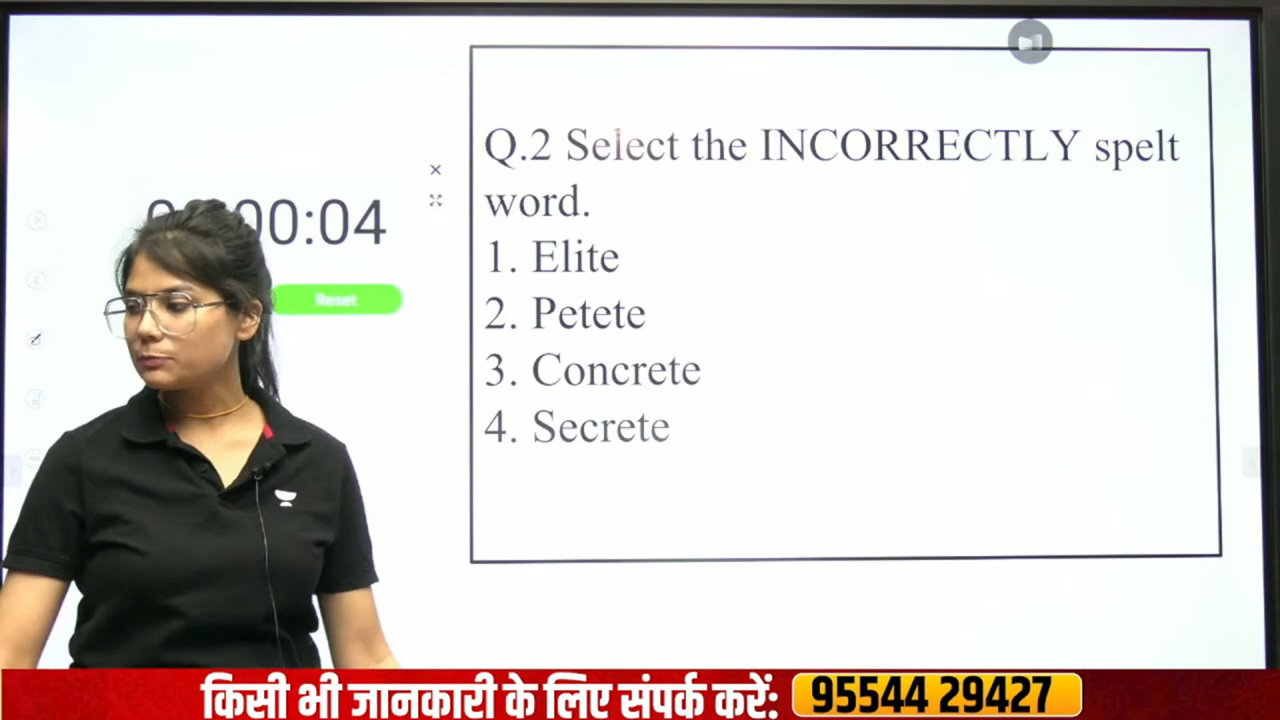 00:04
Reset
Q.2 Select the INCORRECTLY spelt
word.
1. Elite
2. Petete
3. Concrete
4. Secrete
किसी भी जानकारी के लिए संपर्क करें: 95544 29427